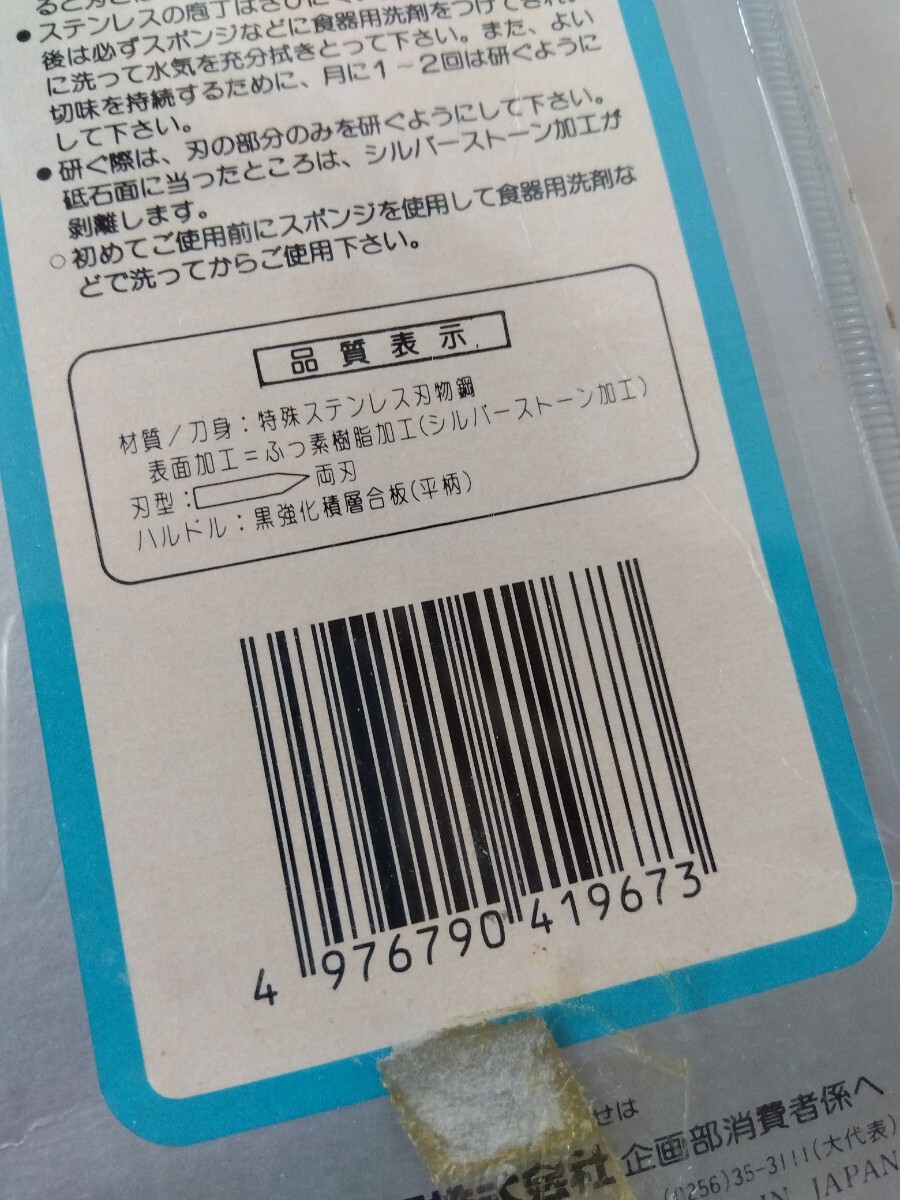 ●ステンレスの庖丁はさびにく
後は必ずスポンジなどに食器用洗剤をつけてきれ
に洗って水気を充分拭きとって下さい。また、よい
切味を持続するために、月に1～2回は研ぐように
して下さい。
●研ぐ際は、刃の部分のみを研ぐようにして下さい。
砥石面に当ったところは、シルバーストーン加工が
剥離します。
○初めてご使用前にスポンジを使用して食器用洗剤な
どで洗ってからご使用下さい。
品質表示
材質/刀身:特殊ステンレス刃物鋼
表面加工=ふっ素樹脂加工(シルバーストーン加工)
刃型: 両刃
ハルドル:黒強化積層合板(平柄)
4 976790 419673
せは
会社 企画部消費者係へ
(0256)35-3111(大代表)
JAPAN